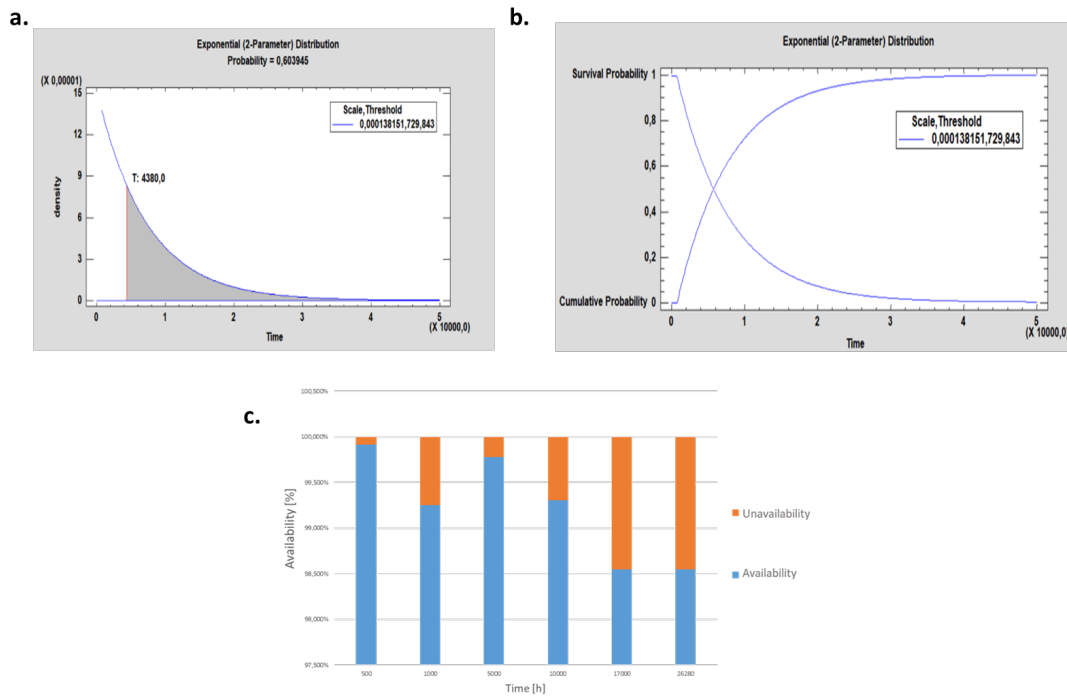 a.
Exponential (2-Parameter) Distribution
Probability = 0,603945
(X 0,00001)
15
12
9
6
3
0
density
Scale,Threshold
0,000138151,729,843
T: 4380,0
0 1 2 3 4 5
(X 10000,0)
Time
b.
Exponential (2-Parameter) Distribution
Survival Probability 1
0,8
0,6
0,4
0,2
Cumulative Probability 0
Scale,Threshold
0,000138151,729,843
0 1 2 3 4 5
(X 10000,0)
Time
c.
100,500%
100,000%
99,500%
99,000%
98,500%
98,000%
97,500%
Availability [%]
500 1000 5000 10000 17000 26280
Time [h]
Unavailability
Availability